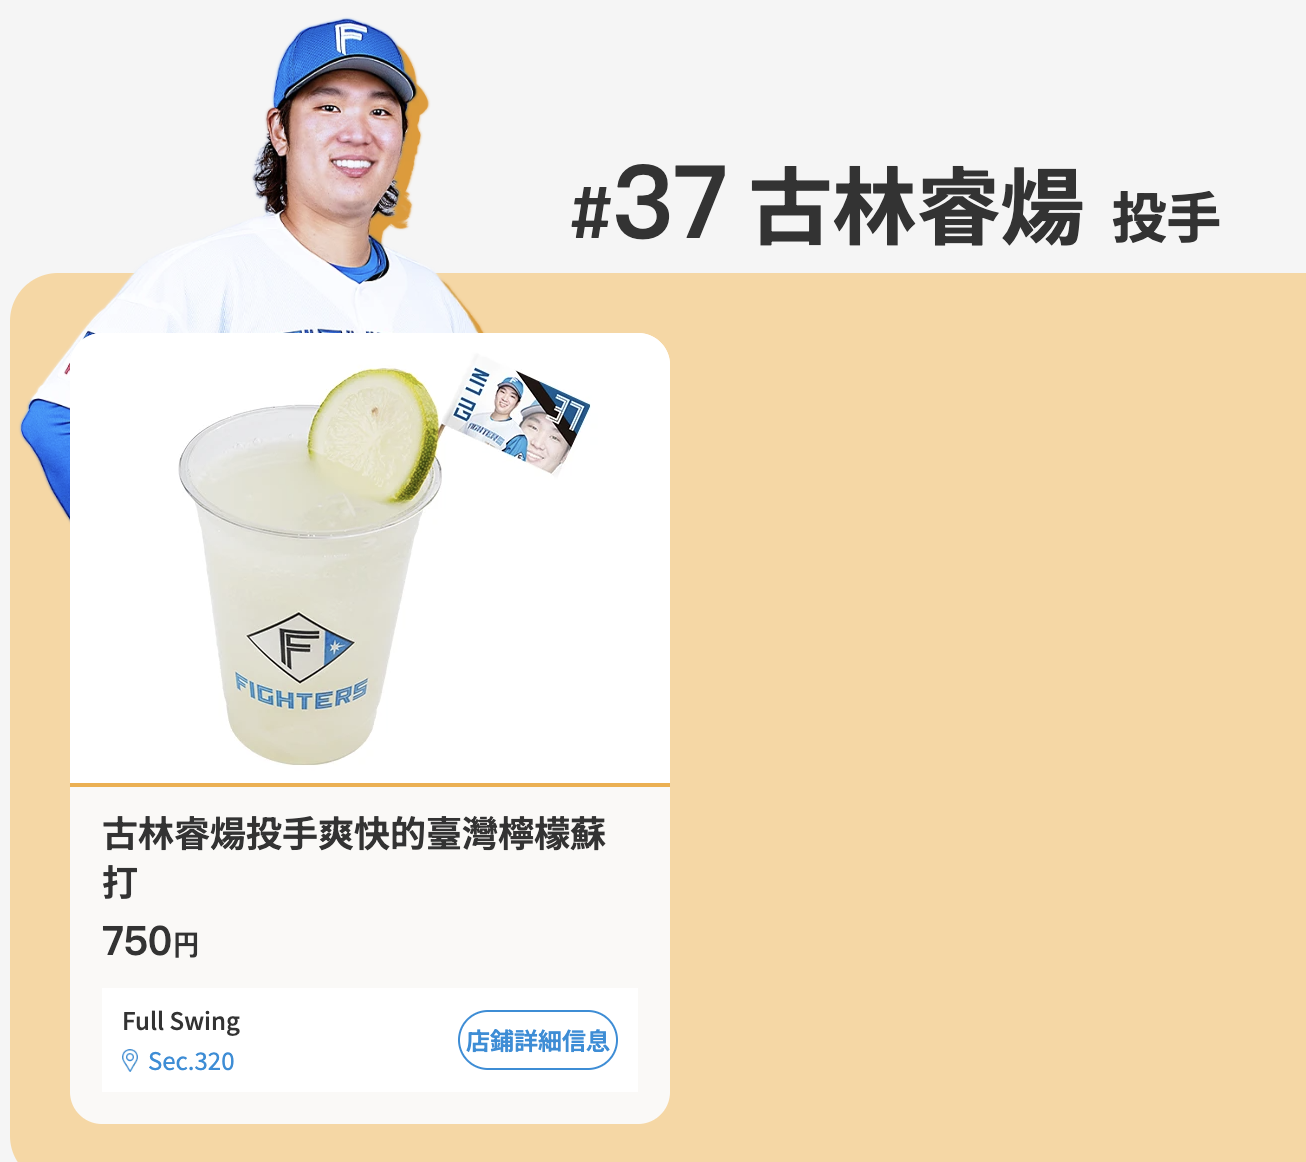 F
#37 古林睿煬 投手
GU LIN
37
FIGHTERS
F
FIGHTERS
古林睿煬投手爽快的臺灣檸檬蘇
打
750円
Full Swing
Sec.320
店鋪詳細信息